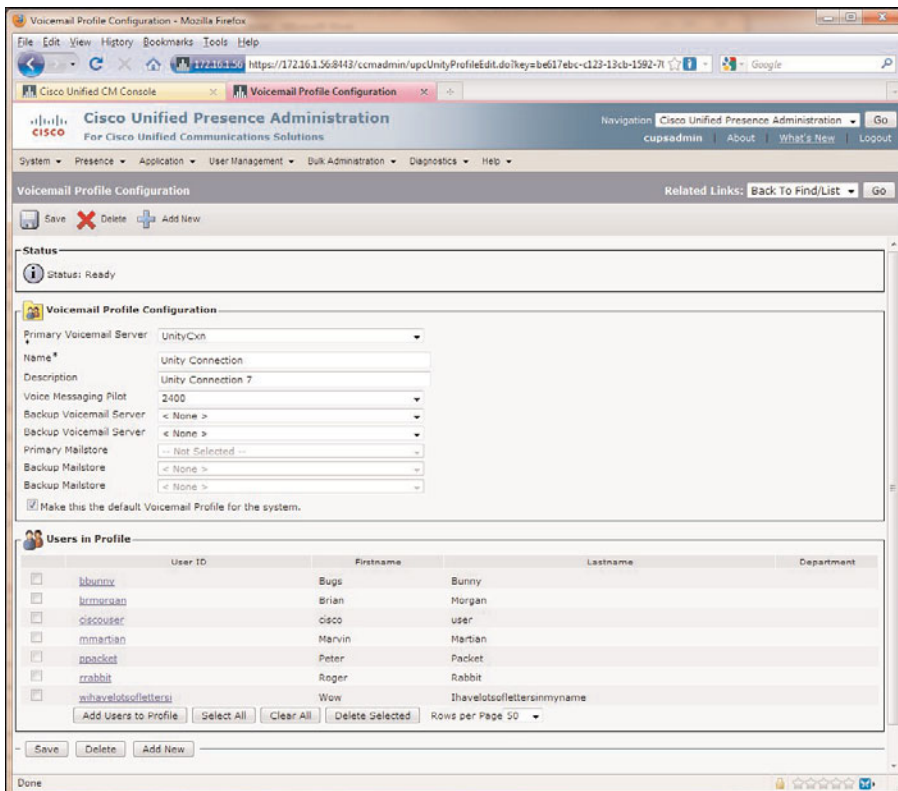 Voicemail Profile Configuration - Mozilla Firefox
File Edit View History Bookmarks Tools Help
172.16.1.56 https://172.16.1.56:8443/ccmadmin/upcUnityProfileEdit.do?key=be617ebc-c123-13cb-1592-7( Google
Cisco Unified CM Console Voicemail Profile Configuration
CISCO Cisco Unified Presence Administration
For Cisco Unified Communications Solutions
Navigation Cisco Unified Presence Administration Go
cupsadmin About What's New Logout
System Presence Application User Management Bulk Administration Diagnostics Help
Voicemail Profile Configuration Related Links: Back To Find/List Go
Save Delete Add New
Status
Status: Ready
Voicemail Profile Configuration
Primary Voicemail Server * UnityCxn
Name* Unity Connection
Description Unity Connection 7
Voice Messaging Pilot 2400
Backup Voicemail Server < None >
Backup Voicemail Server < None >
Primary Mailstore -- Not Selected --
Backup Mailstore < None >
Backup Mailstore < None >
Make this the default Voicemail Profile for the system.
Users in Profile
User ID Firstname Lastname Department
bbunny Bugs Bunny
brmorgan Brian Morgan
ciscouser cisco user
mmartian Marvin Martian
ppacket Peter Packet
rrabbit Roger Rabbit
wihavelotsoflettersi Wow Ihavelotsoflettersinmyname
Add Users to Profile Select All Clear All Delete Selected Rows per Page 50
Save Delete Add New
Done